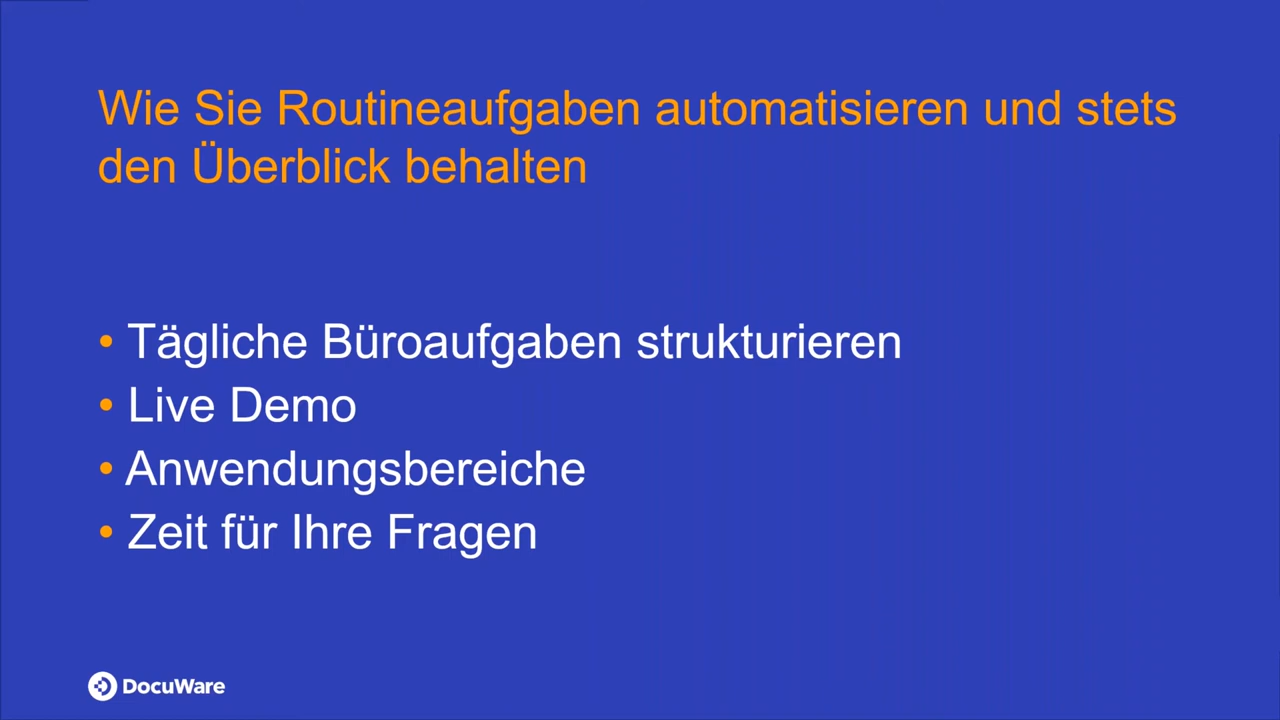 Wie Sie Routineaufgaben automatisieren und stets
den Überblick behalten
• Tägliche Büroaufgaben strukturieren
• Live Demo
• Anwendungsbereiche
• Zeit für Ihre Fragen
DocuWare